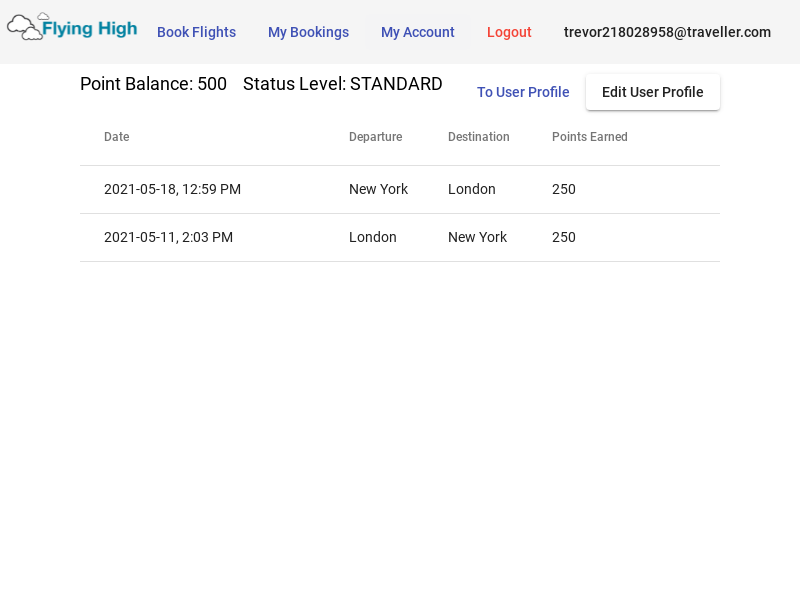 Flying High Book Flights My Bookings My Account Logout trevor218028958@traveller.com
Point Balance: 500 Status Level: STANDARD To User Profile Edit User Profile
Date Departure Destination Points Earned
2021-05-18, 12:59 PM New York London 250
2021-05-11, 2:03 PM London New York 250